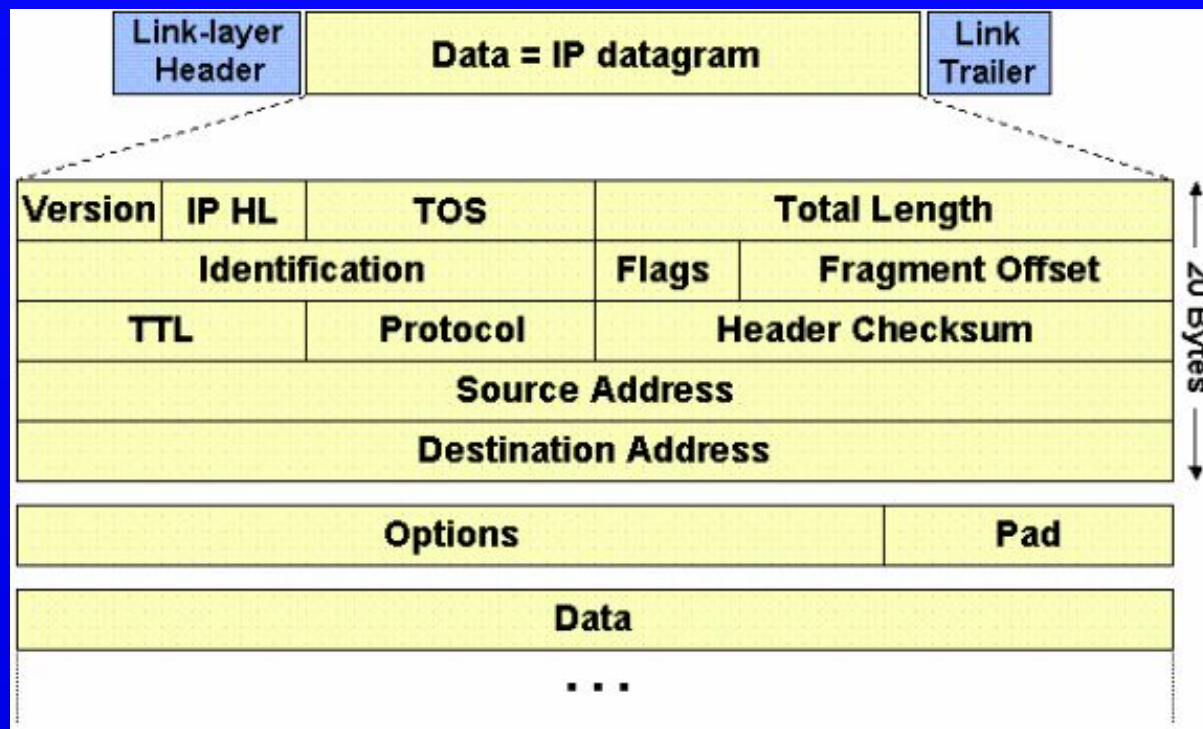 Link-layer
Header
Data = IP datagram
Link
Trailer
Version IP HL TOS Total Length
Identification Flags Fragment Offset
TTL Protocol Header Checksum
Source Address
Destination Address
20 Bytes
Options Pad
Data
...